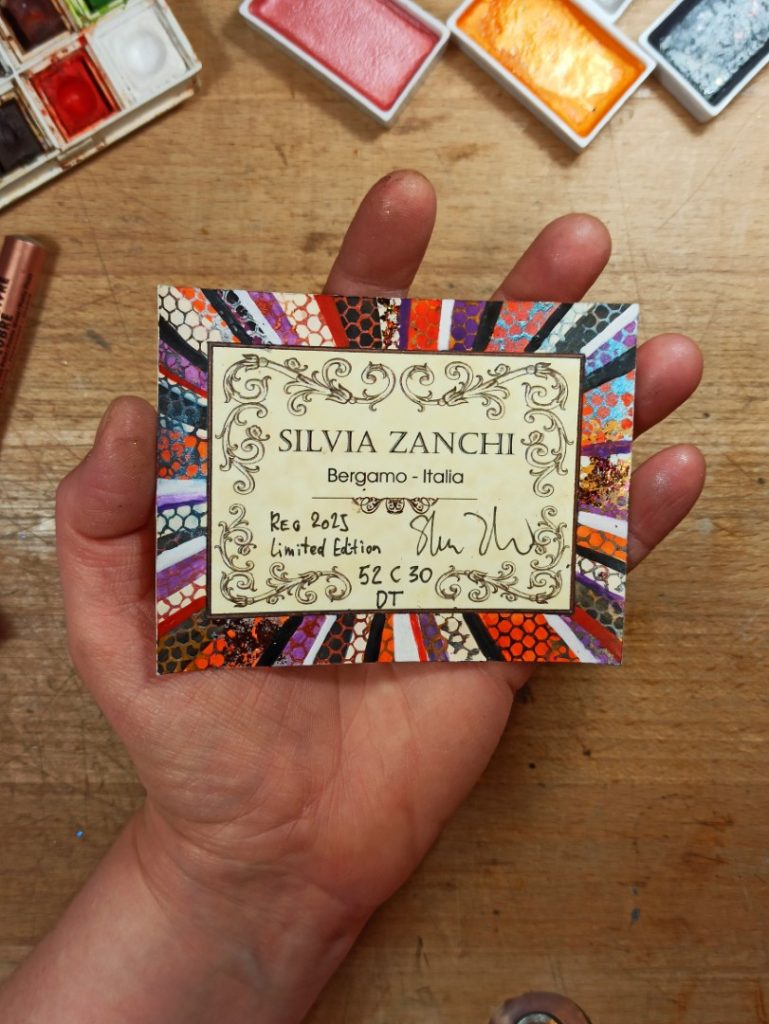 SILVIA ZANCHI
Bergamo - Italia
REG 2025
Limited Edition
52 C 30
DT